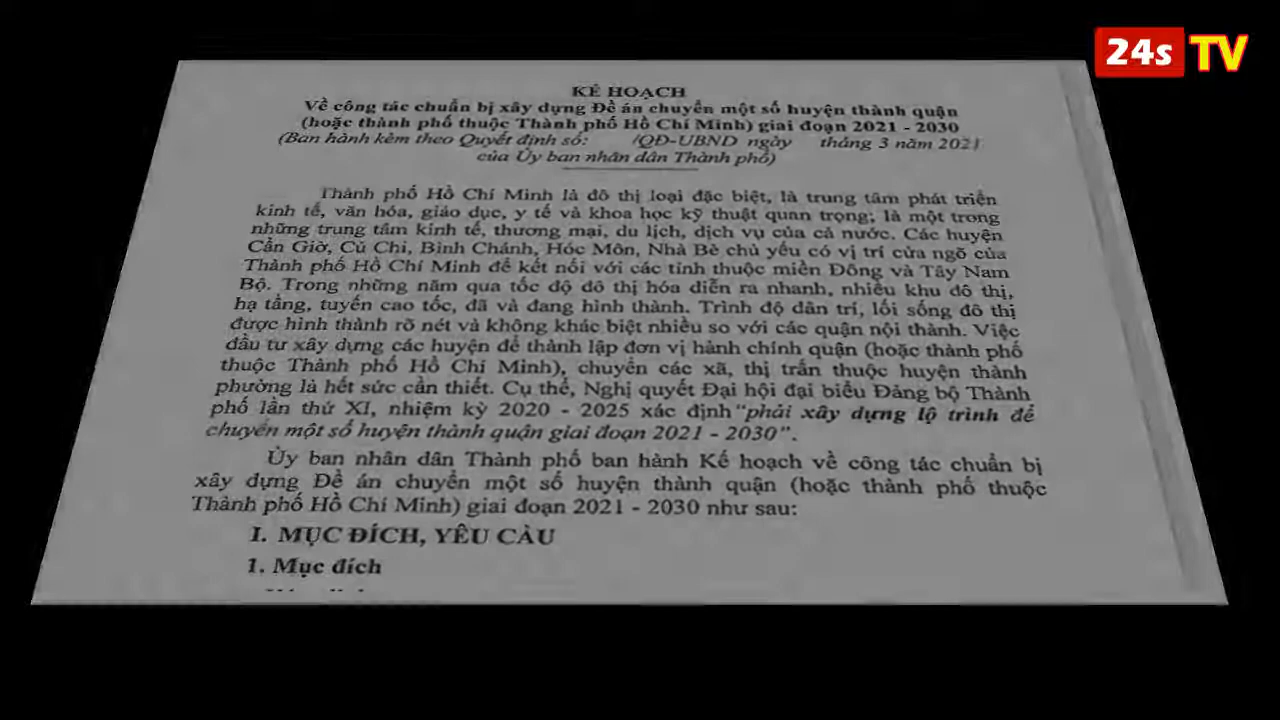 24s TV
KẾ HOẠCH
Về công tác chuẩn bị xây dựng Đề án chuyển một số huyện thành quận
(hoặc thành phố thuộc Thành phố Hồ Chí Minh) giai đoạn 2021 - 2030
(Ban hành kèm theo Quyết định số: /QĐ-UBND ngày tháng 3 năm 2021
của Ủy ban nhân dân Thành phố)
Thành phố Hồ Chí Minh là đô thị loại đặc biệt, là trung tâm phát triển
kinh tế, văn hóa, giáo dục, y tế và khoa học kỹ thuật quan trọng; là một trong
những trung tâm kinh tế, thương mại, du lịch, dịch vụ của cả nước. Các huyện
Cần Giờ, Củ Chi, Bình Chánh, Hóc Môn, Nhà Bè chủ yếu có vị trí cửa ngõ của
Thành phố Hồ Chí Minh để kết nối với các tỉnh thuộc miền Đông và Tây Nam
Bộ. Trong những năm qua tốc độ đô thị hóa diễn ra nhanh, nhiều khu đô thị,
hạ tầng, tuyến cao tốc, đã và đang hình thành. Trình độ dân trí, lối sống đô thị
được hình thành rõ nét và không khác biệt nhiều so với các quận nội thành. Việc
đầu tư xây dựng các huyện để thành lập đơn vị hành chính quận (hoặc thành phố
thuộc Thành phố Hồ Chí Minh), chuyển các xã, thị trấn thuộc huyện thành
phường là hết sức cần thiết. Cụ thể, Nghị quyết Đại hội đại biểu Đảng bộ Thành
phố lần thứ XI, nhiệm kỳ 2020 - 2025 xác định "phải xây dựng lộ trình để
chuyển một số huyện thành quận giai đoạn 2021 - 2030".
Ủy ban nhân dân Thành phố ban hành Kế hoạch về công tác chuẩn bị
xây dựng Đề án chuyển một số huyện thành quận (hoặc thành phố thuộc
Thành phố Hồ Chí Minh) giai đoạn 2021 - 2030 như sau:
I. MỤC ĐÍCH, YÊU CẦU
1. Mục đích